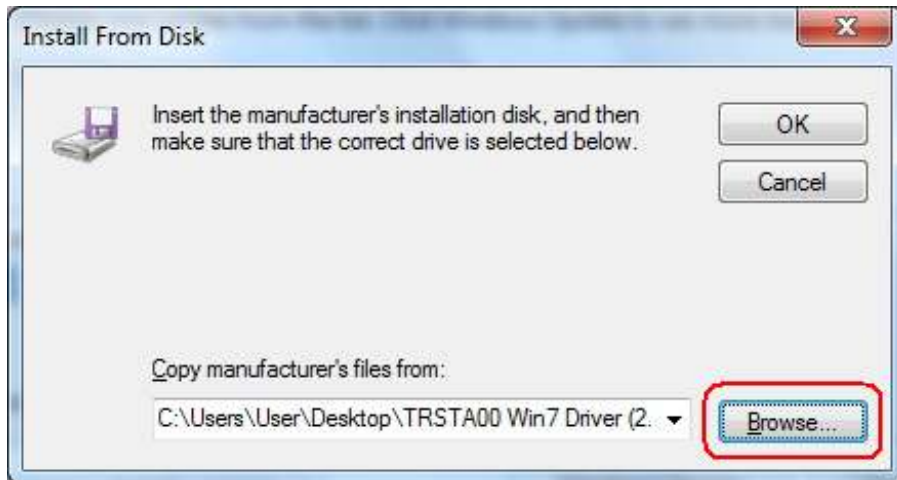 Install From Disk
Insert the manufacturer's installation disk, and then
make sure that the correct drive is selected below.
OK
Cancel
Copy manufacturer's files from:
C:\Users\User\Desktop\TRSTA00 Win7 Driver (2.
Browse...